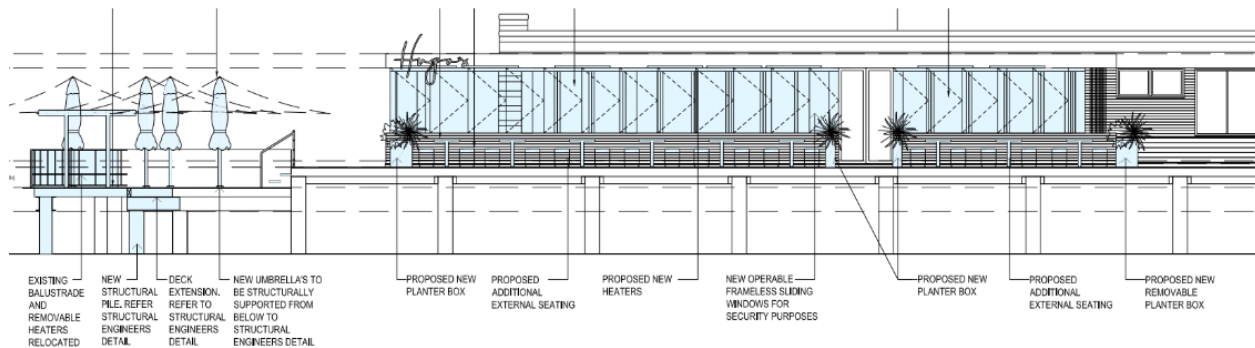 Hugos
EXISTING
BALUSTRADE
AND
REMOVABLE
HEATERS
RELOCATED
NEW
STRUCTURAL
PILE. REFER
STRUCTURAL
ENGINEERS
DETAIL
DECK
EXTENSION.
REFER TO
STRUCTURAL
ENGINEERS
DETAIL
NEW UMBRELLA'S TO
BE STRUCTURALLY
SUPPORTED FROM
BELOW TO
STRUCTURAL
ENGINEERS DETAIL
PROPOSED NEW
PLANTER BOX
PROPOSED
ADDITIONAL
EXTERNAL SEATING
PROPOSED NEW
HEATERS
NEW OPERABLE
FRAMELESS SLIDING
WINDOWS FOR
SECURITY PURPOSES
PROPOSED NEW
PLANTER BOX
PROPOSED
ADDITIONAL
EXTERNAL SEATING
PROPOSED NEW
REMOVABLE
PLANTER BOX